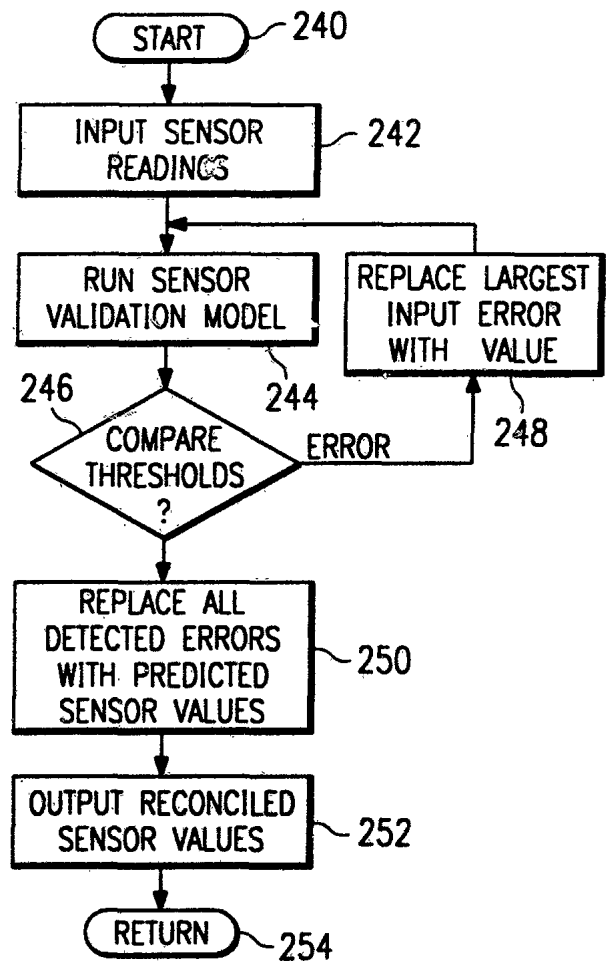 START
240
INPUT SENSOR
READINGS
242
RUN SENSOR
VALIDATION MODEL
244
REPLACE LARGEST
INPUT ERROR
WITH VALUE
248
246
COMPARE
THRESHOLDS
?
ERROR
REPLACE ALL
DETECTED ERRORS
WITH PREDICTED
SENSOR VALUES
250
OUTPUT RECONCILED
SENSOR VALUES
252
RETURN
254